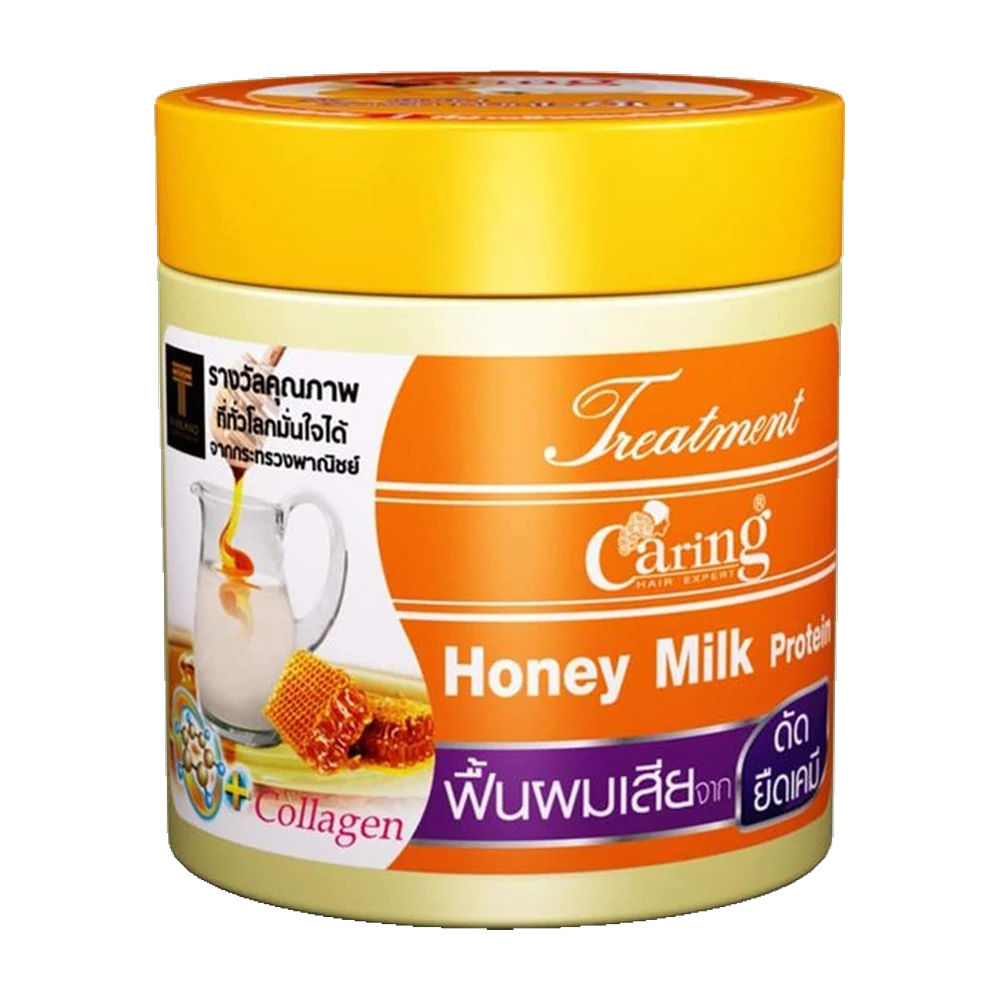 รางวัลคุณภาพ
ที่ทั่วโลกมั่นใจได้
จากกระทรวงพาณิชย์
Treatment
Caring®
HAIR EXPERT
Honey Milk Protein
ฟื้นผมเสียจาก
ดัด
ยืดเคมี
+Collagen